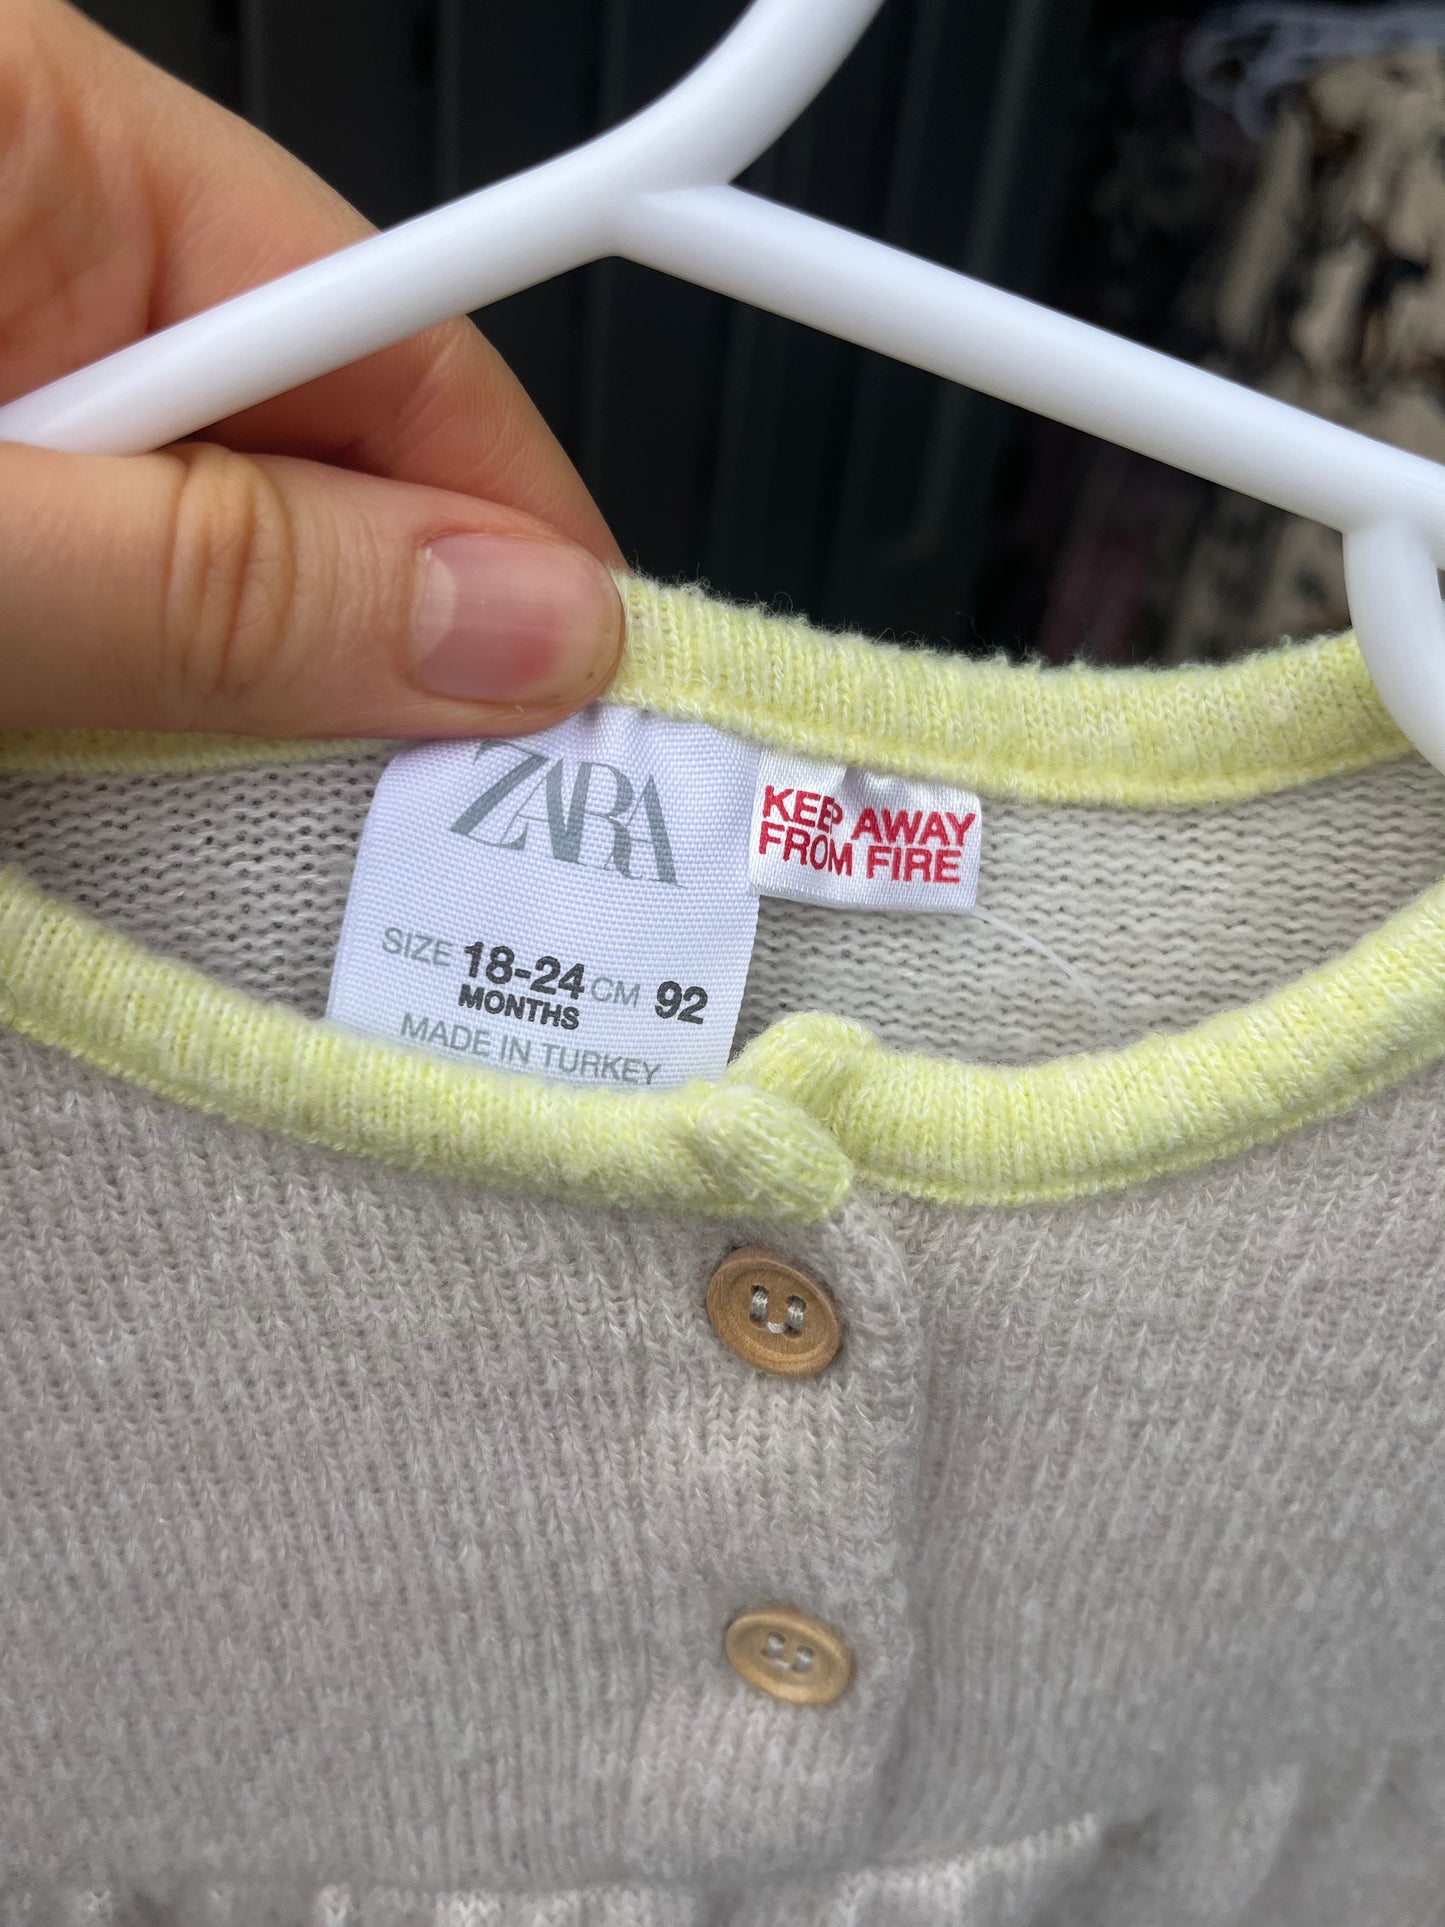 ZARA
SIZE 18-24 CM 92
MONTHS
MADE IN TURKEY
KEEP AWAY
FROM FIRE